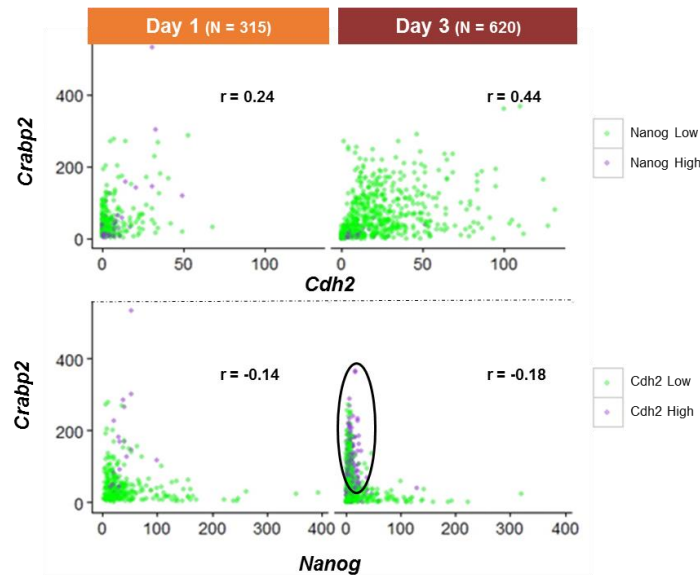 Day 1 (N = 315)
Day 3 (N = 620)
r = 0.24
r = 0.44
Crabp2
400
200
0
0
50
100
0
50
100
Cdh2
Nanog Low
Nanog High
r = -0.14
r = -0.18
Crabp2
400
200
0
0
100
200
300
400
0
100
200
300
400
Nanog
Cdh2 Low
Cdh2 High